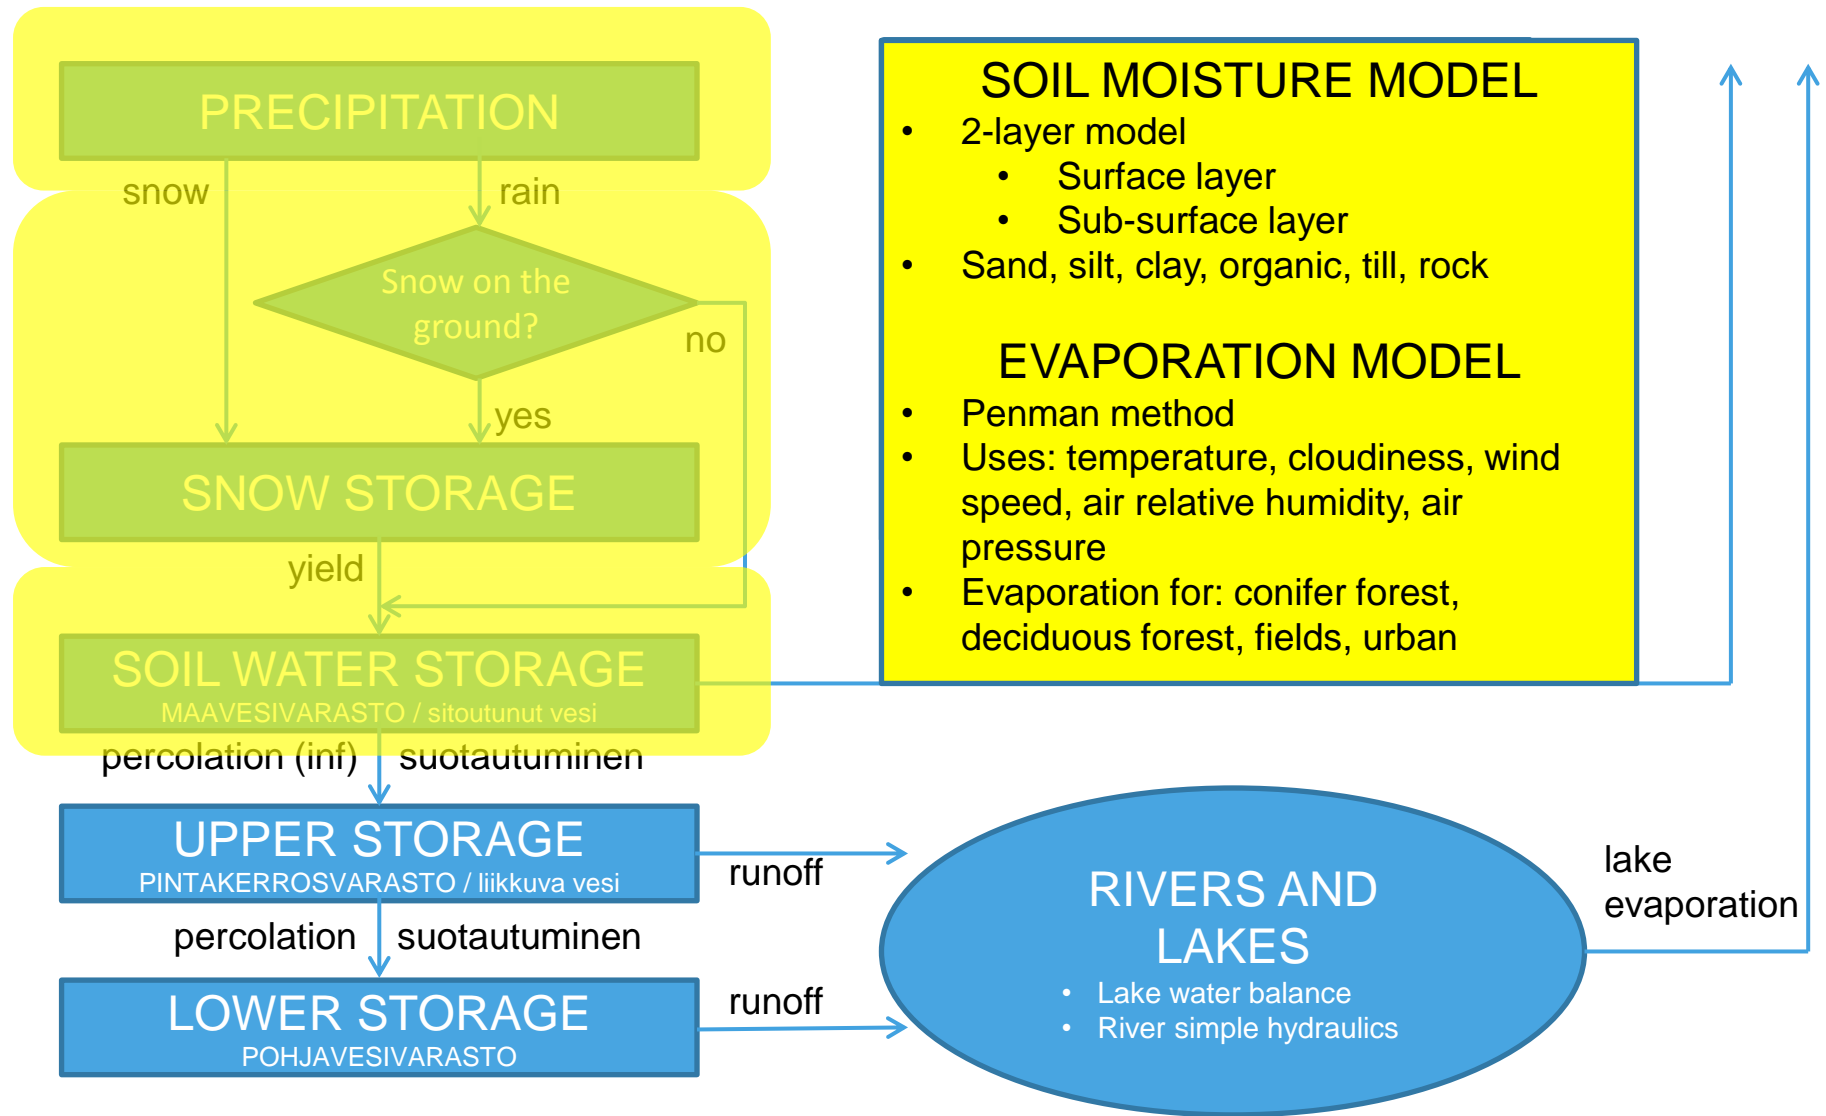 PRECIPITATION
snow
rain
Snow on the
ground?
no
yes
SNOW STORAGE
yield
SOIL WATER STORAGE
MAAVESIVARASTO / sitoutunut vesi
percolation (inf)
suotautuminen
UPPER STORAGE
PINTAKERROSVARASTO / liikkuva vesi
runoff
percolation
suotautuminen
LOWER STORAGE
POHJAVESIVARASTO
runoff
SOIL MOISTURE MODEL
• 2-layer model
• Surface layer
• Sub-surface layer
• Sand, silt, clay, organic, till, rock
EVAPORATION MODEL
• Penman method
• Uses: temperature, cloudiness, wind
speed, air relative humidity, air
pressure
• Evaporation for: conifer forest,
deciduous forest, fields, urban
RIVERS AND
LAKES
• Lake water balance
• River simple hydraulics
lake
evaporation